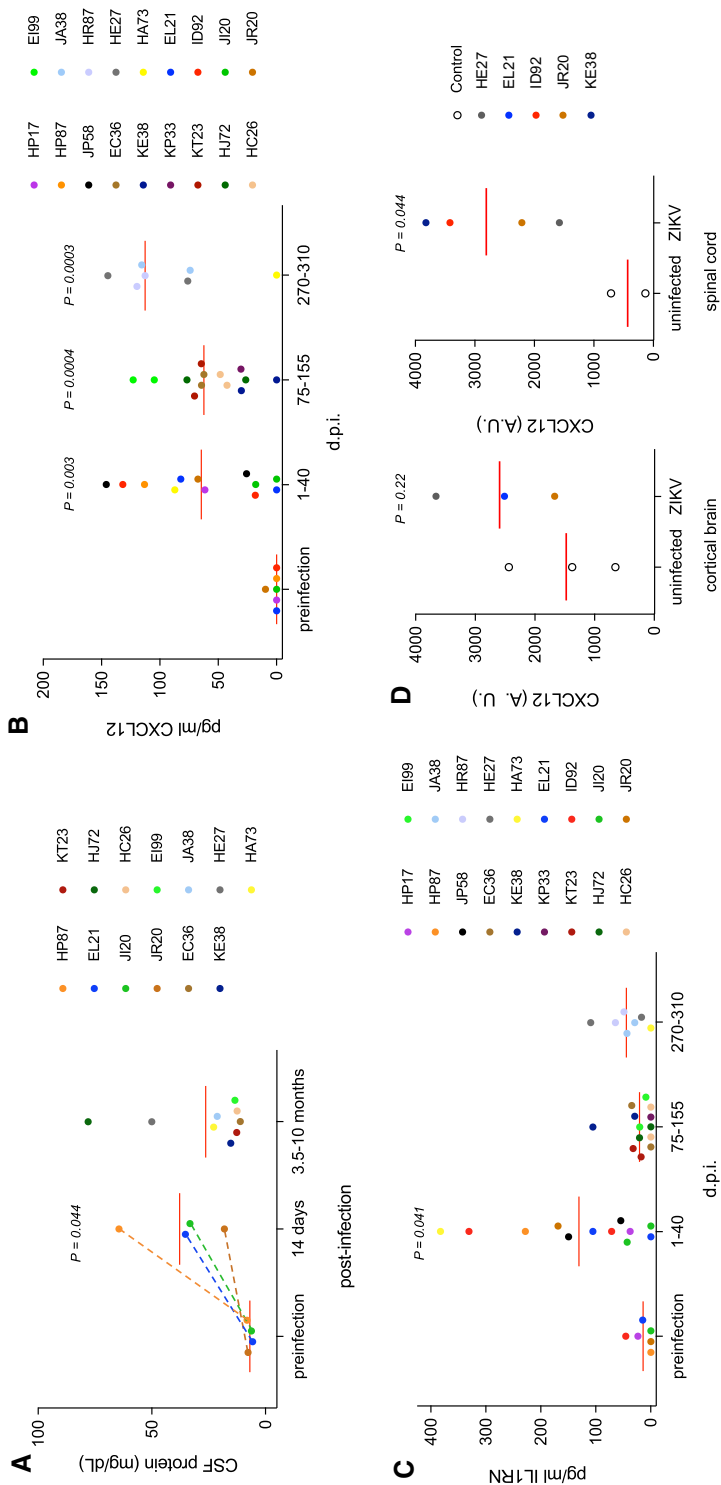 A
CSF protein (mg/dL)
100
50
0
P = 0.044
preinfection 14 days 3.5-10 months
post-infection
HP87 KT23
EL21 HJ72
JI20 HC26
JR20 EI99
EC36 JA38
KE38 HE27
HA73
B
pg/ml CXCL12
200
150
100
50
0
P = 0.003 P = 0.0004 P = 0.0003
preinfection 1-40 75-155 270-310
d.p.i.
HP17 EI99
HP87 JA38
JP58 HR87
EC36 HE27
KE38 HA73
KP33 EL21
KT23 ID92
HJ72 JI20
HC26 JR20
C
pg/ml IL1RN
400
300
200
100
0
P = 0.041
preinfection 1-40 75-155 270-310
d.p.i.
HP17 EI99
HP87 JA38
JP58 HR87
EC36 HE27
KE38 HA73
KP33 EL21
KT23 ID92
HJ72 JI20
HC26 JR20
D
CXCL12 (A. U.)
4000
3000
2000
1000
0
P = 0.22
uninfected ZIKV
cortical brain
CXCL12 (A.U.)
4000
3000
2000
1000
0
P = 0.044
uninfected ZIKV
spinal cord
Control
HE27
EL21
ID92
JR20
KE38